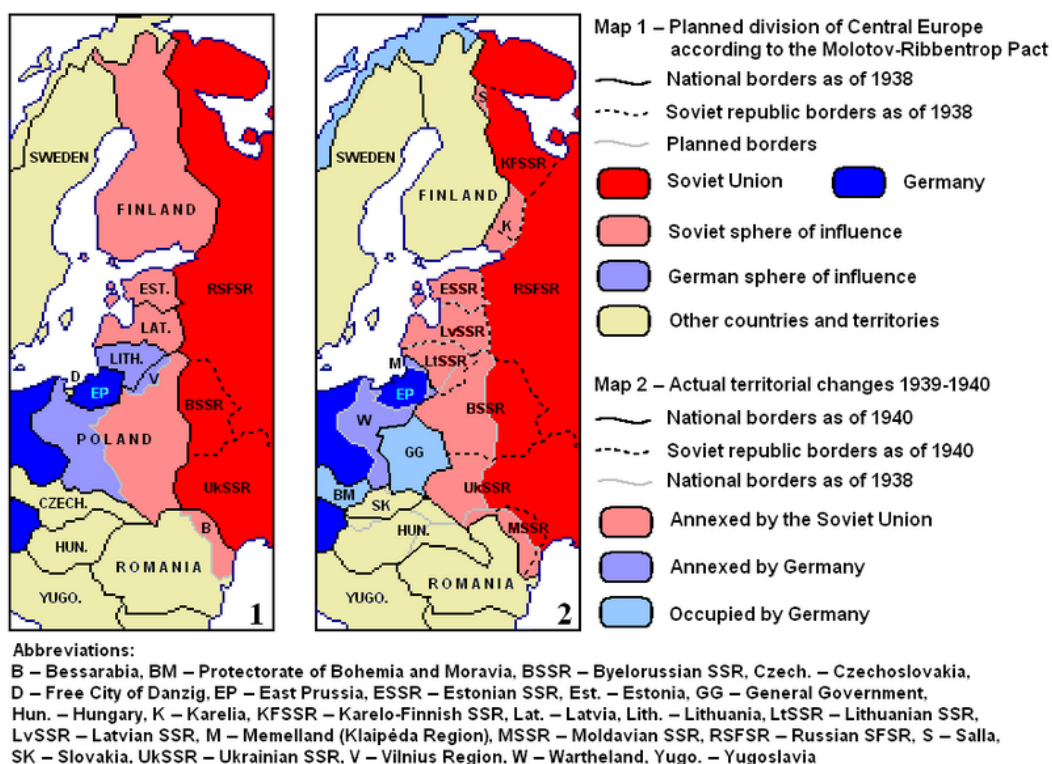 SWEDEN
FINLAND
EST.
RSFSR
LAT.
LITH.
D
V
EP
BSSR
POLAND
UkSSR
CZECH.
B
HUN.
ROMANIA
YUGO.
1
S
KFSSR
SWEDEN
FINLAND
K
ESSR
RSFSR
LvSSR
M
LtSSR
EP
BSSR
W
GG
BM
UkSSR
SK
MSSR
HUN.
ROMANIA
YUGO.
2
Map 1 – Planned division of Central Europe
according to the Molotov-Ribbentrop Pact
National borders as of 1938
Soviet republic borders as of 1938
Planned borders
Soviet Union Germany
Soviet sphere of influence
German sphere of influence
Other countries and territories
Map 2 – Actual territorial changes 1939-1940
National borders as of 1940
Soviet republic borders as of 1940
National borders as of 1938
Annexed by the Soviet Union
Annexed by Germany
Occupied by Germany
Abbreviations:
B – Bessarabia, BM – Protectorate of Bohemia and Moravia, BSSR – Byelorussian SSR, Czech. – Czechoslovakia,
D – Free City of Danzig, EP – East Prussia, ESSR – Estonian SSR, Est. – Estonia, GG – General Government,
Hun. – Hungary, K – Karelia, KFSSR – Karelo-Finnish SSR, Lat. – Latvia, Lith. – Lithuania, LtSSR – Lithuanian SSR,
LvSSR – Latvian SSR, M – Memelland (Klaipėda Region), MSSR – Moldavian SSR, RSFSR – Russian SFSR, S – Salla,
SK – Slovakia, UkSSR – Ukrainian SSR, V – Vilnius Region, W – Wartheland, Yugo. – Yugoslavia